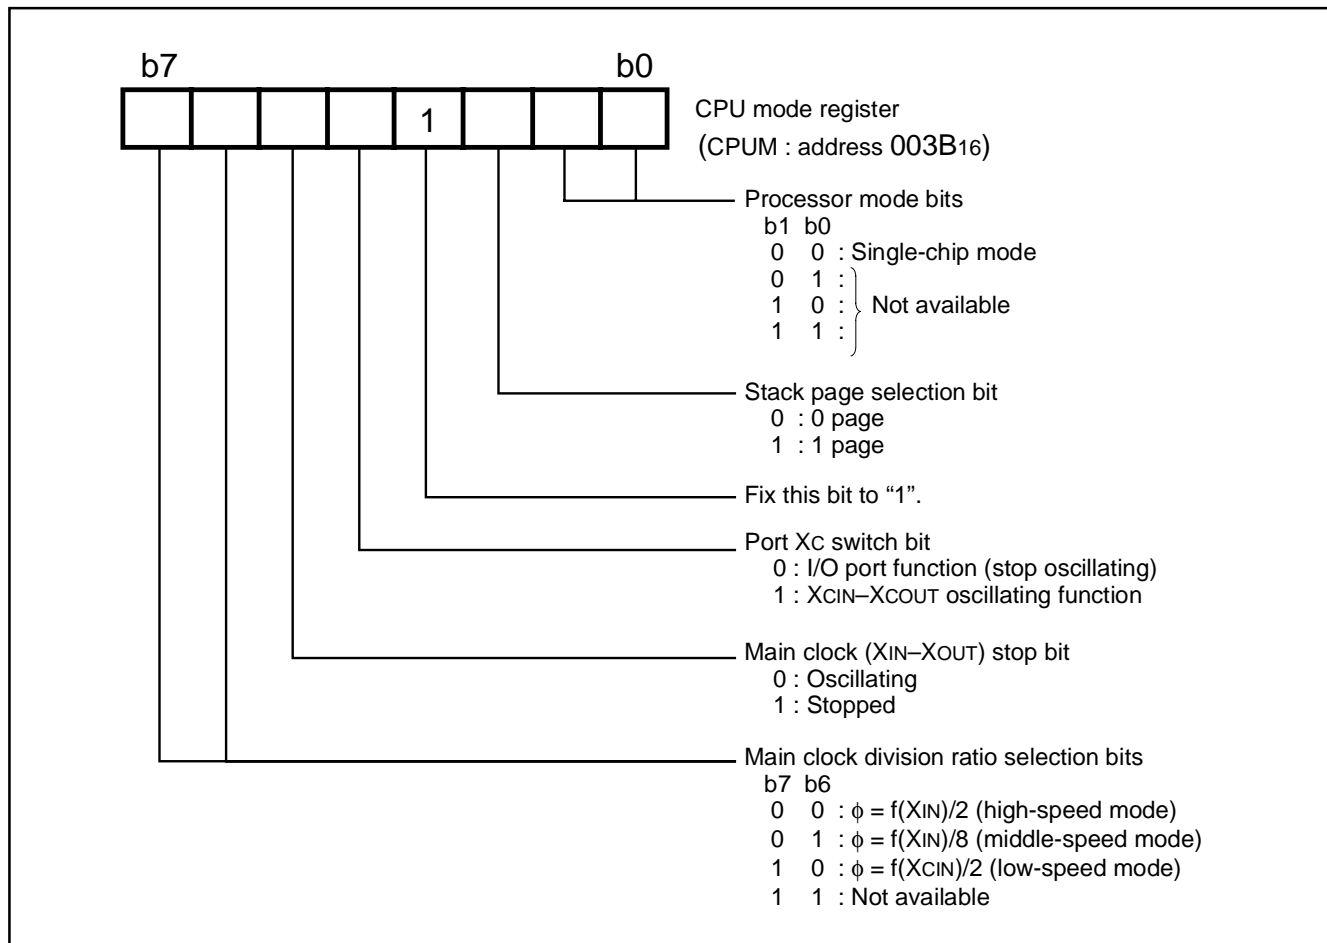 b7 b0
1 CPU mode register
(CPUM : address 003B16)
Processor mode bits
b1 b0
0 0 : Single-chip mode
0 1 :
1 0 : Not available
1 1 :
Stack page selection bit
0 : 0 page
1 : 1 page
Fix this bit to “1”.
Port XC switch bit
0 : I/O port function (stop oscillating)
1 : XCIN–XCOUT oscillating function
Main clock (XIN–XOUT) stop bit
0 : Oscillating
1 : Stopped
Main clock division ratio selection bits
b7 b6
0 0 : ϕ = f(XIN)/2 (high-speed mode)
0 1 : ϕ = f(XIN)/8 (middle-speed mode)
1 0 : ϕ = f(XCIN)/2 (low-speed mode)
1 1 : Not available